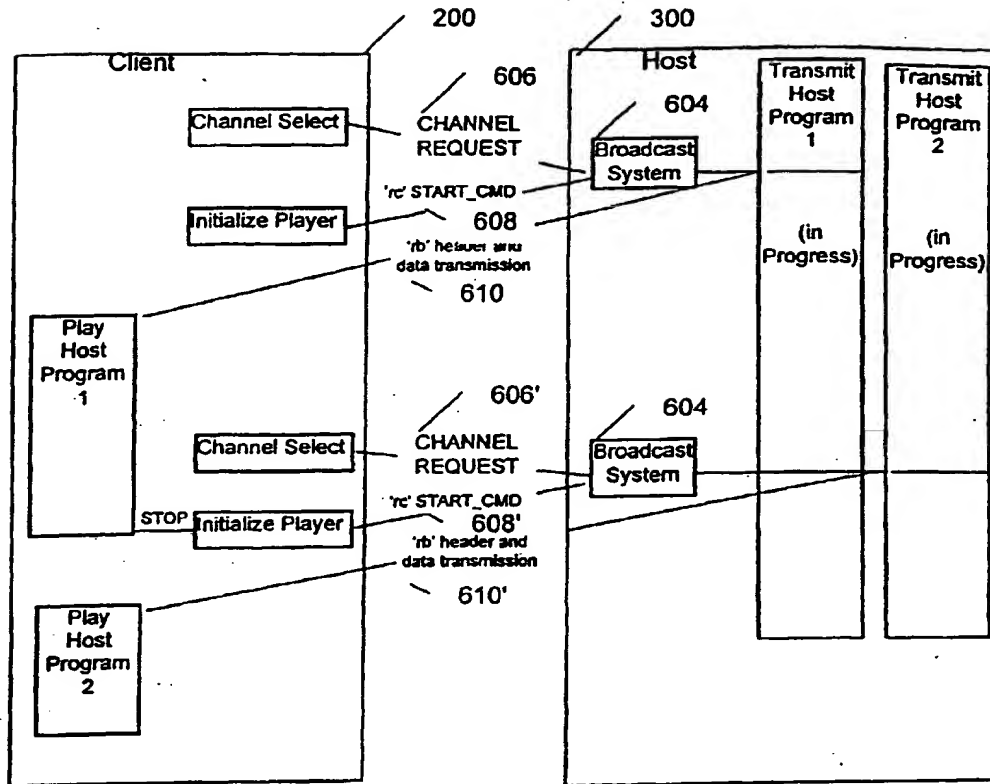 200
300
Client
Host
606
604
Channel Select
CHANNEL
REQUEST
Broadcast
System
Transmit
Host
Program
1
Transmit
Host
Program
2
'rc' START_CMD
Initialize Player
608
'rb' header and
data transmission
610
(in
Progress)
(in
Progress)
Play
Host
Program
1
606'
604
Channel Select
CHANNEL
REQUEST
Broadcast
System
'rc' START_CMD
STOP
Initialize Player
608'
'rb' header and
data transmission
610'
Play
Host
Program
2